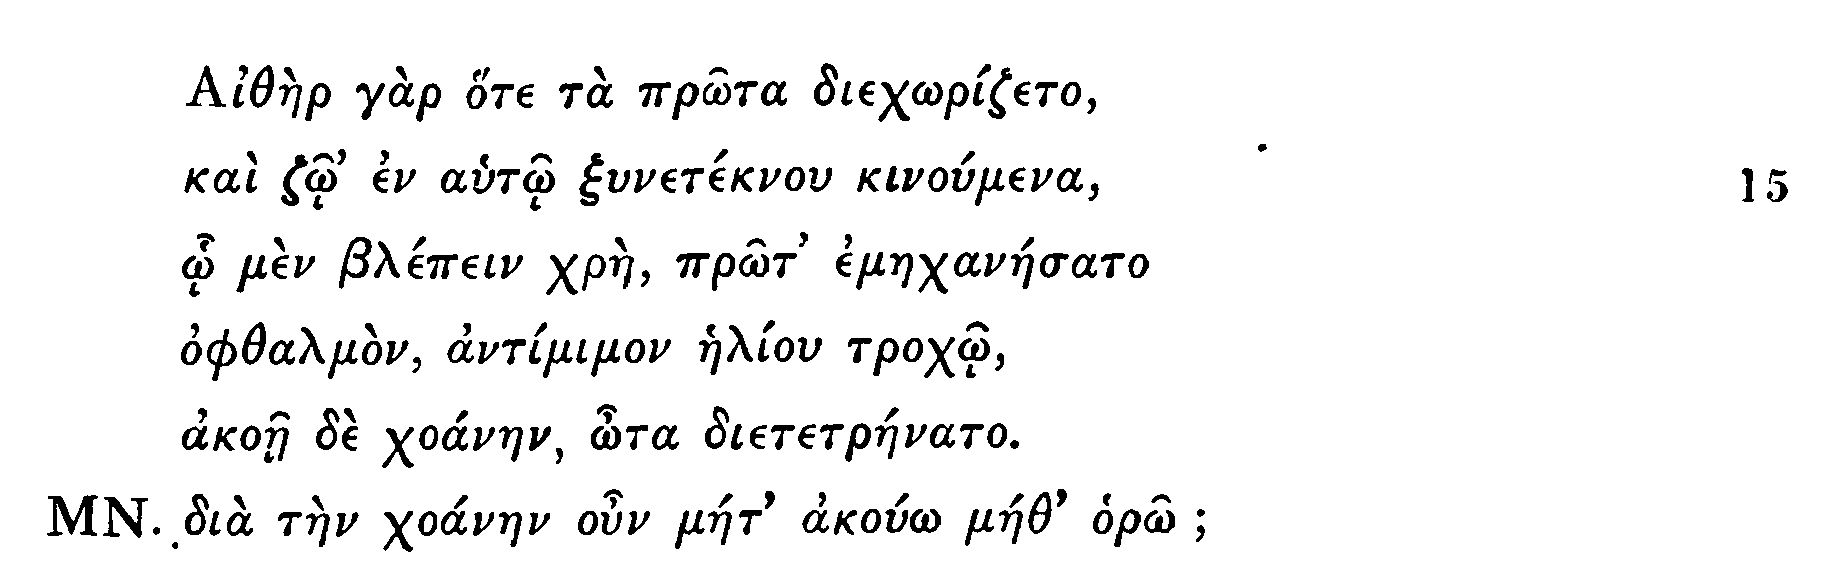 Αἰθὴρ γὰρ ὅτε τὰ πρῶτα διεχωρίζετο,
καὶ ζῷ’ ἐν αὑτῷ ξυνετέκνου κινούμενα, 15
ᾧ μὲν βλέπειν χρὴ, πρῶτ’ ἐμηχανήσατο
ὀφθαλμὸν, ἀντίμιμον ἡλίου τροχῷ,
ἀκοῇ δὲ χοάνην, ὦτα διετετρήνατο.
ΜΝ. διὰ τὴν χοάνην οὖν μήτ’ ἀκούω μήθ’ ὁρῶ ;